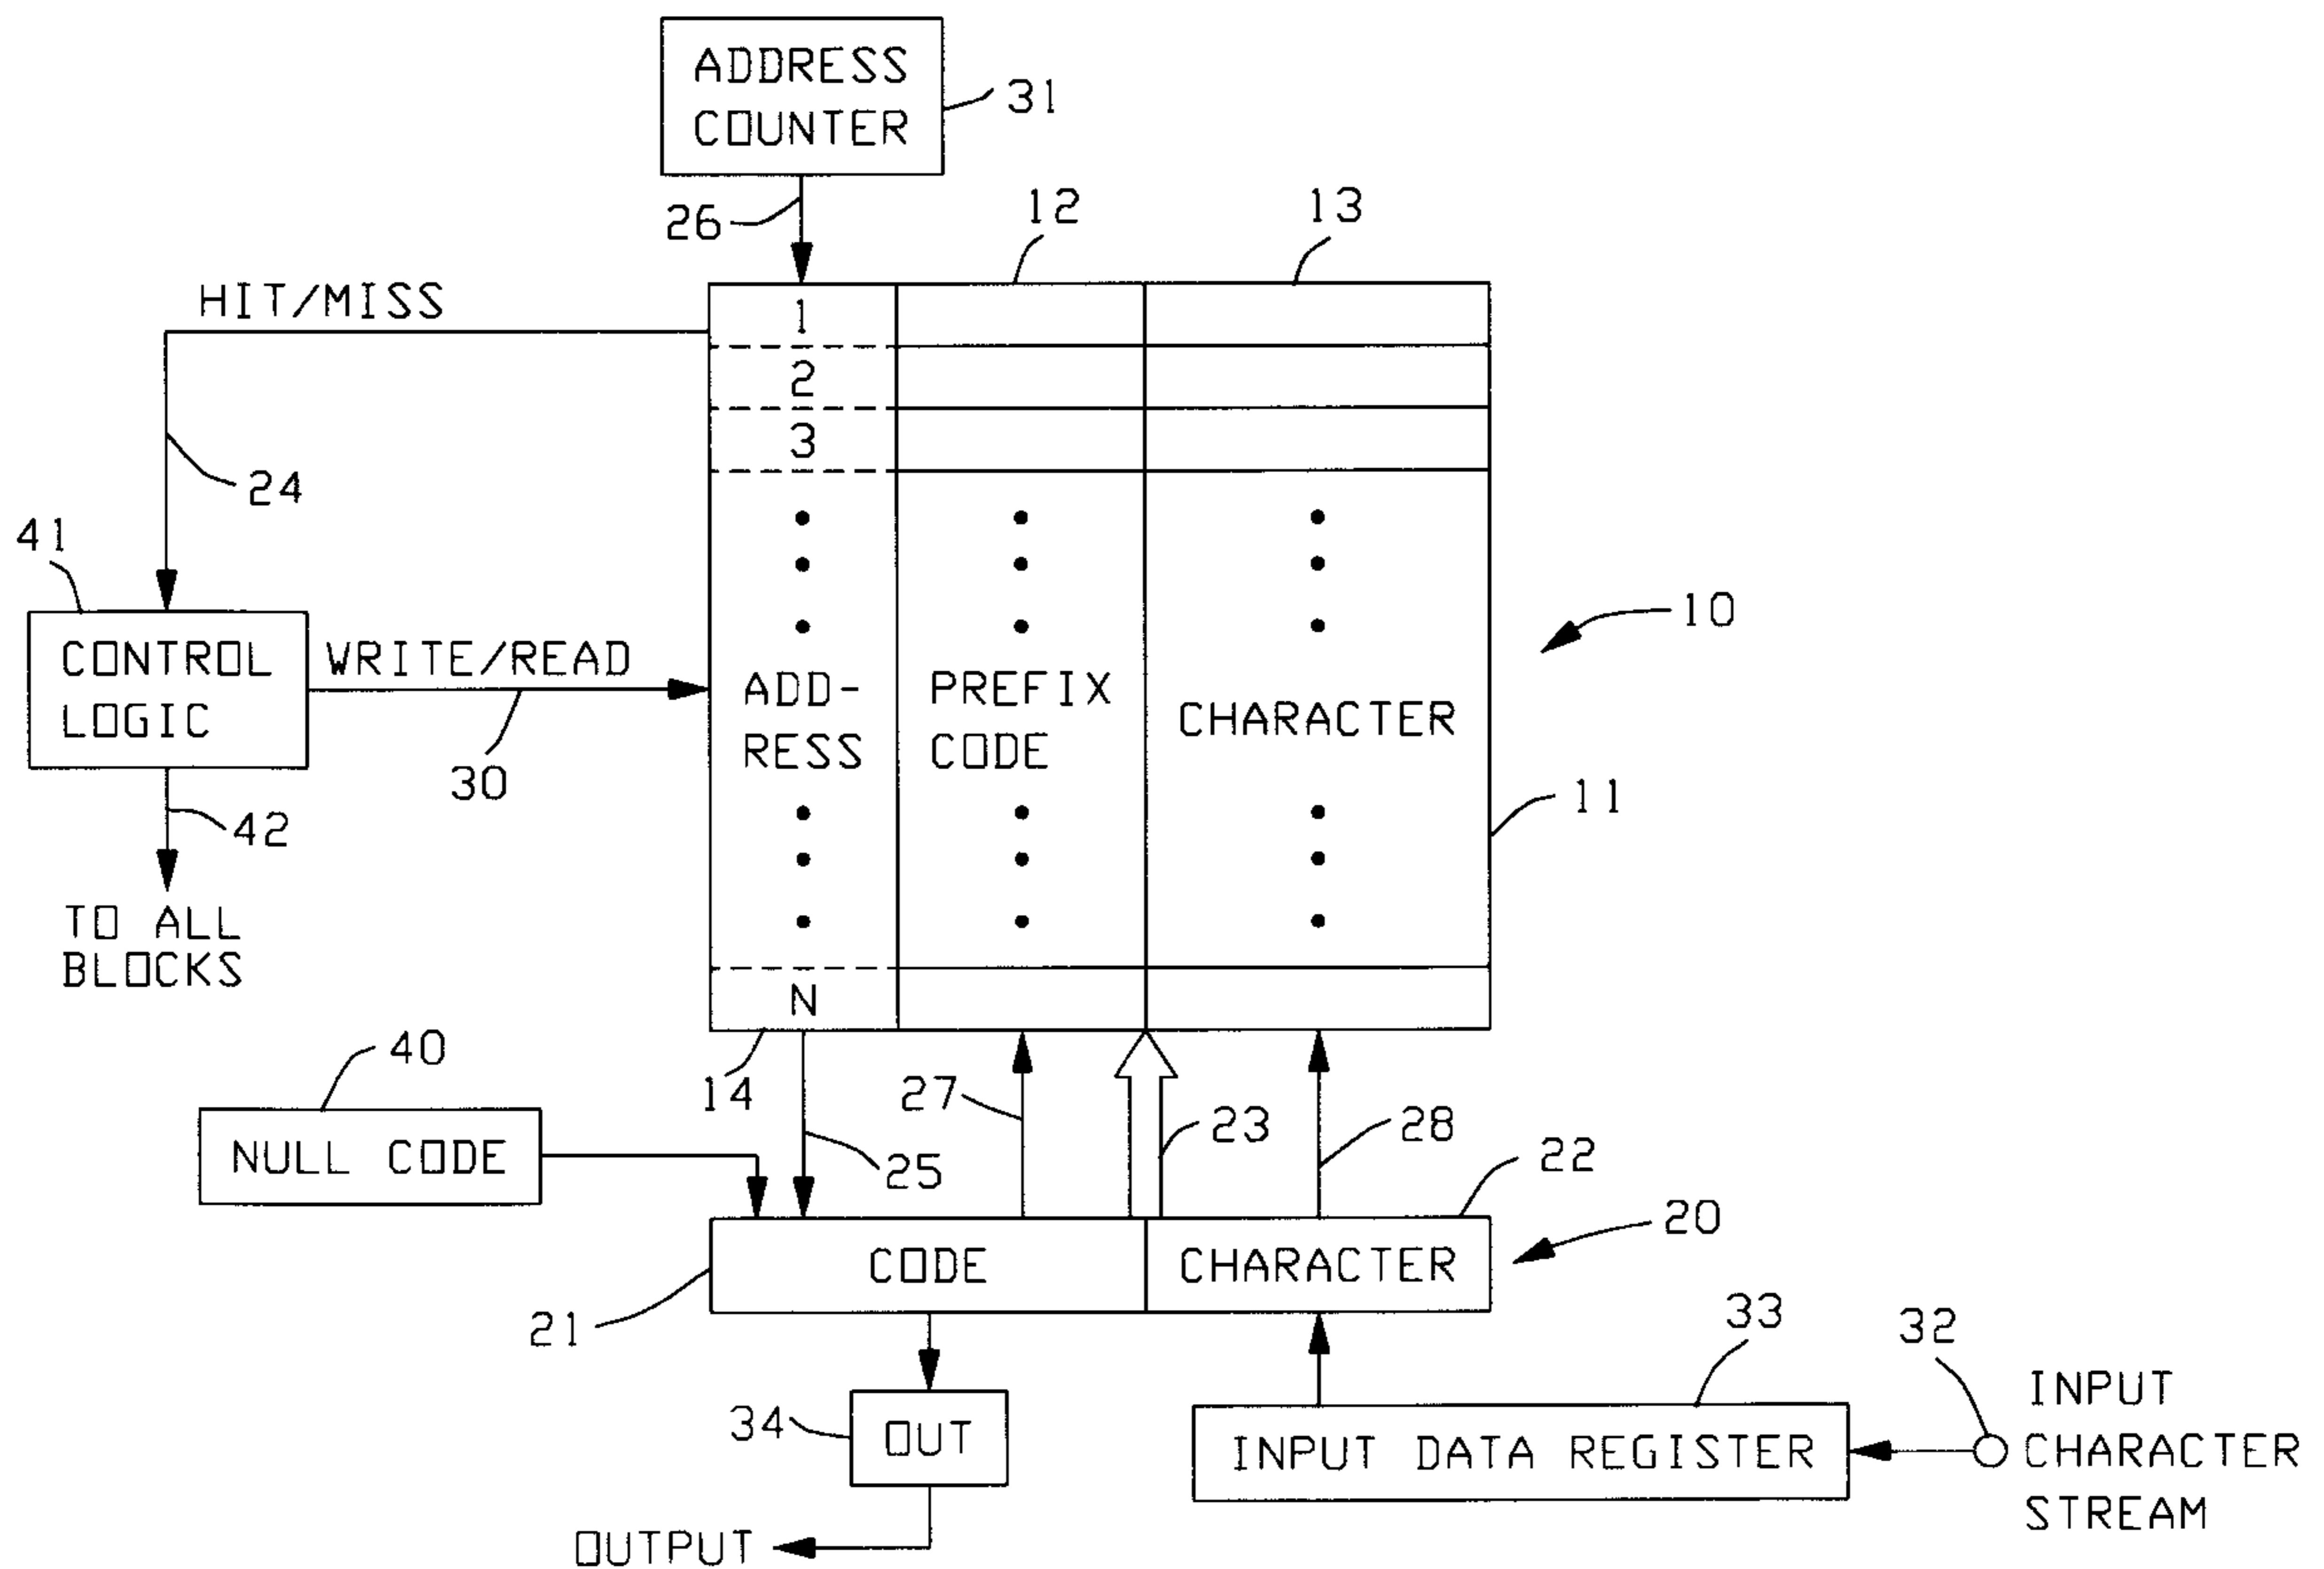 ADDRESS
COUNTER
31
26
12
13
HIT/MISS
1
2
3
24
41
10
CONTROL
LOGIC
WRITE/READ
30
ADD-
RESS
PREFIX
CODE
CHARACTER
11
42
TO ALL
BLOCKS
N
40
14
27
23
28
NULL CODE
25
22
20
CODE
CHARACTER
21
33
32
34
OUT
INPUT DATA REGISTER
INPUT
CHARACTER
STREAM
OUTPUT